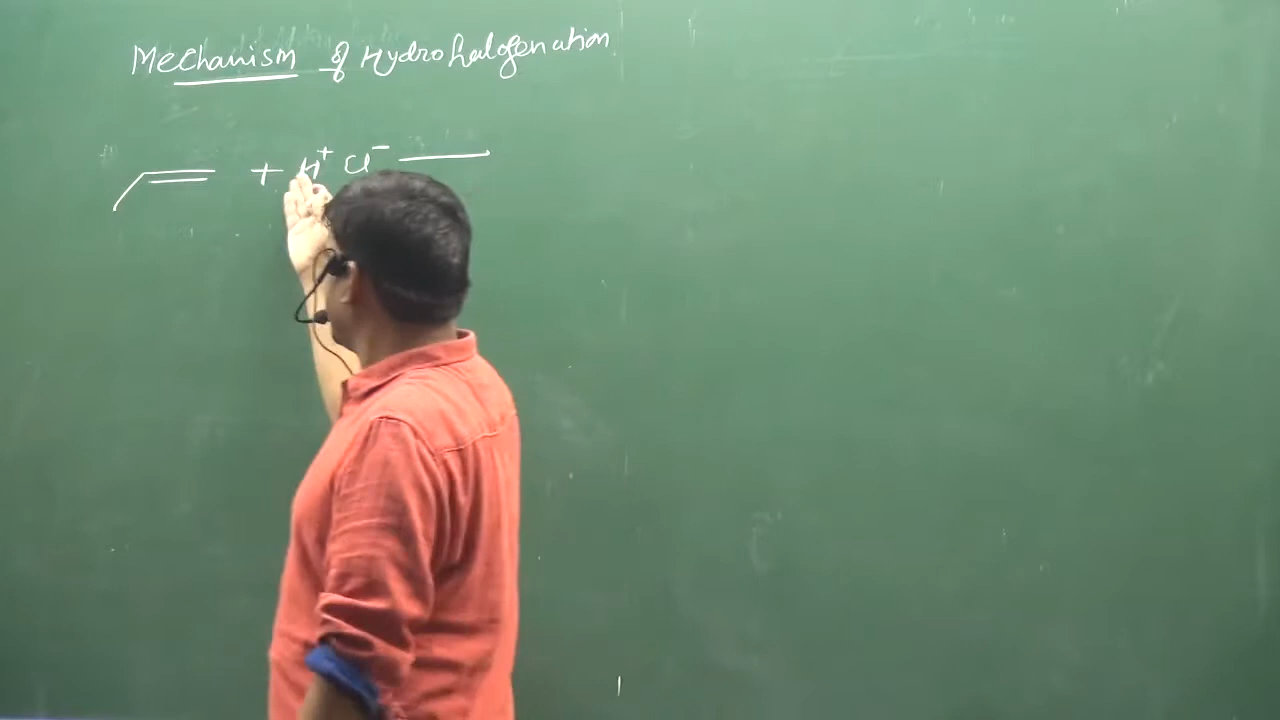 Mechanism of Hydrohalogenation
+ H⁺ Cl⁻